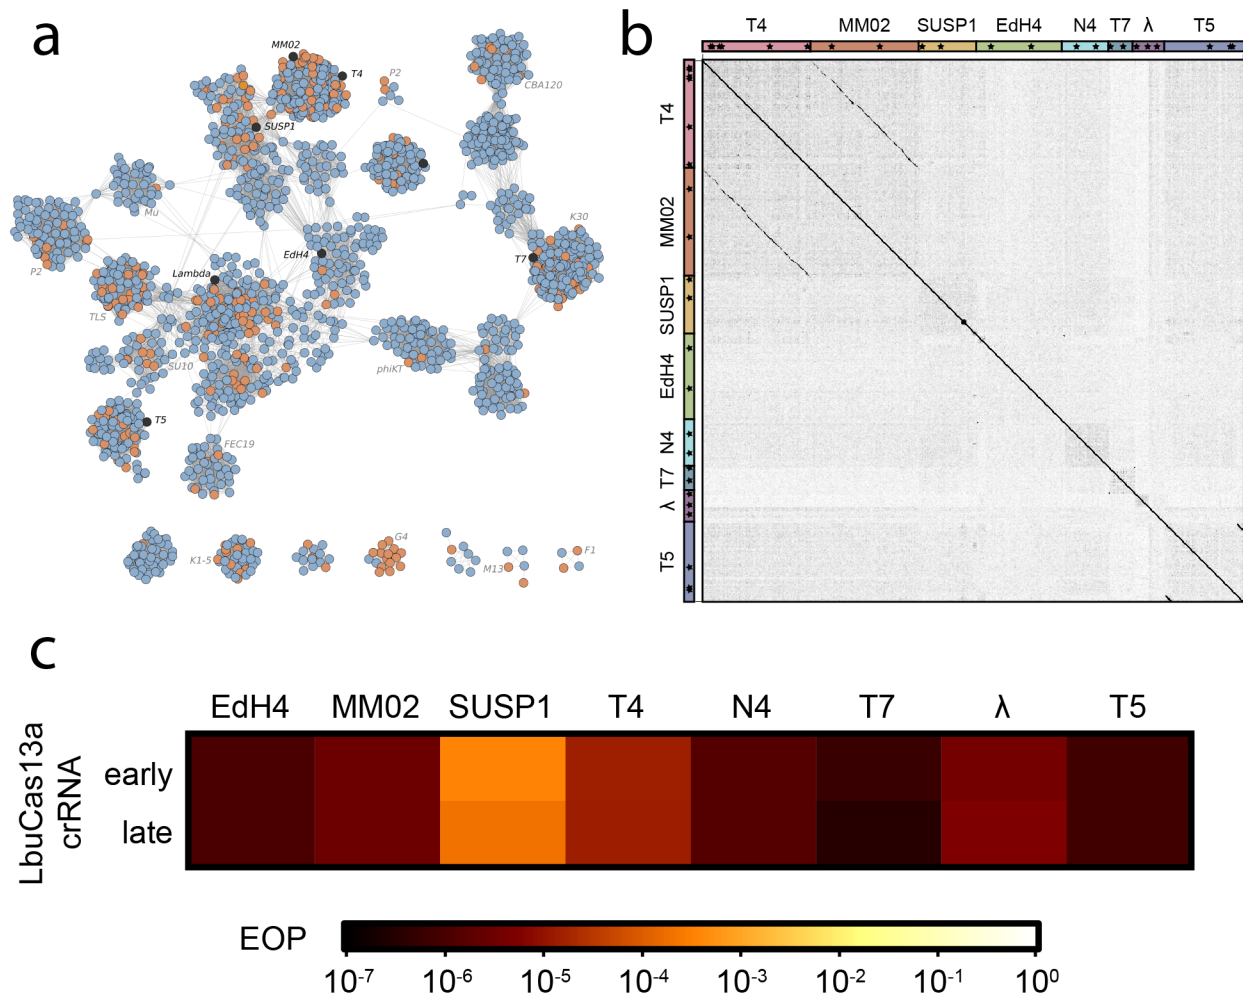 a
MM02
T4
P2
CBA120
SUSP1
Mu
K30
EdH4
T7
P2
Lambda
TLS
SU10
phiKT
T5
FEC19
K1-5
G4
M13
F1
b
T4 MM02 SUSP1 EdH4 N4 T7 λ T5
T4
MM02
SUSP1
EdH4
N4
T7
λ
T5
c
EdH4 MM02 SUSP1 T4 N4 T7 λ T5
LbuCas13a
crRNA
early
late
EOP
10⁻⁷ 10⁻⁶ 10⁻⁵ 10⁻⁴ 10⁻³ 10⁻² 10⁻¹ 10⁰